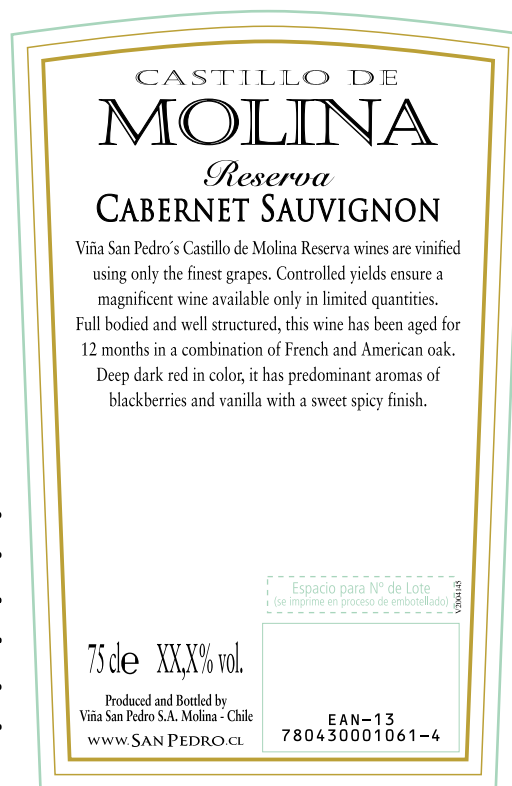 CASTILLO DE
MOLINA
Reserva
CABERNET SAUVIGNON
Viña San Pedro´s Castillo de Molina Reserva wines are vinified
using only the finest grapes. Controlled yields ensure a
magnificent wine available only in limited quantities.
Full bodied and well structured, this wine has been aged for
12 months in a combination of French and American oak.
Deep dark red in color, it has predominant aromas of
blackberries and vanilla with a sweet spicy finish.
Espacio para Nº de Lote
(se imprime en proceso de embotellado)
V2004145
75 cl e XX,X% vol.
Produced and Bottled by
Viña San Pedro S.A. Molina - Chile
WWW.SAN PEDRO.CL
EAN-13
780430001061-4